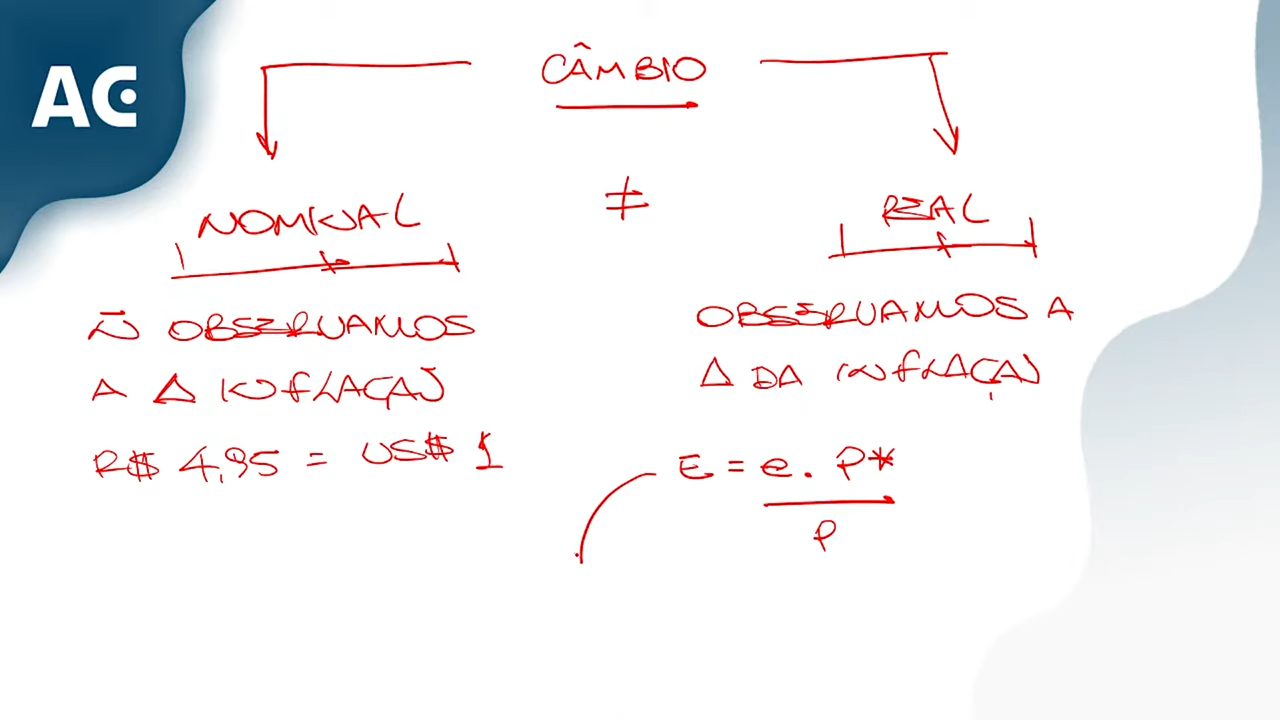 AC
CÂMBIO
NOMINAL
≠
REAL
Ñ OBSERVAMOS
A Δ INFLAÇÃO
R$ 4,95 = US$ 1
OBSERVAMOS A
Δ DA INFLAÇÃO
E = e. P*
P